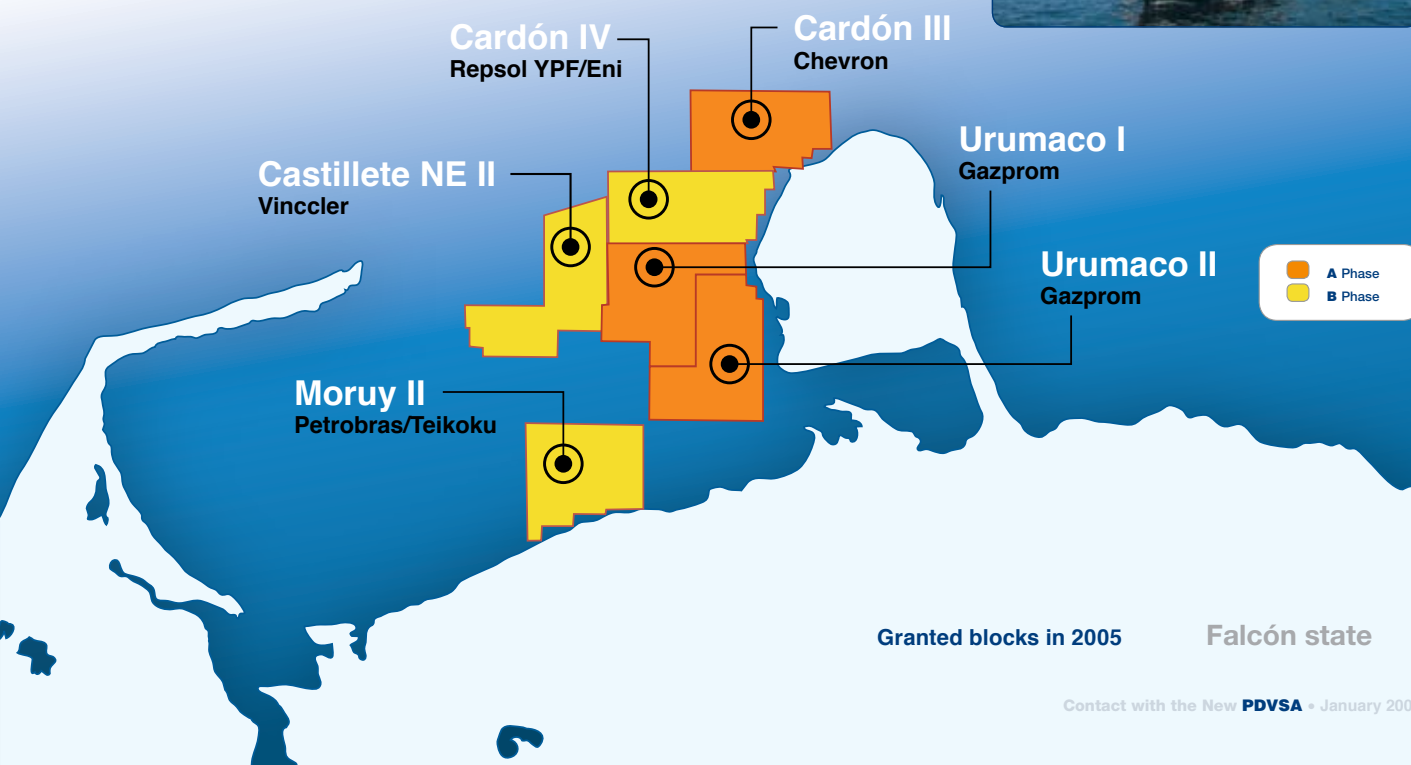 Cardón IV
Repsol YPF/Eni
Cardón III
Chevron
Urumaco I
Gazprom
Castillete NE II
Vinccler
Urumaco II
Gazprom
A Phase
B Phase
Moruy II
Petrobras/Teikoku
Granted blocks in 2005
Falcón state
Contact with the New PDVSA • January